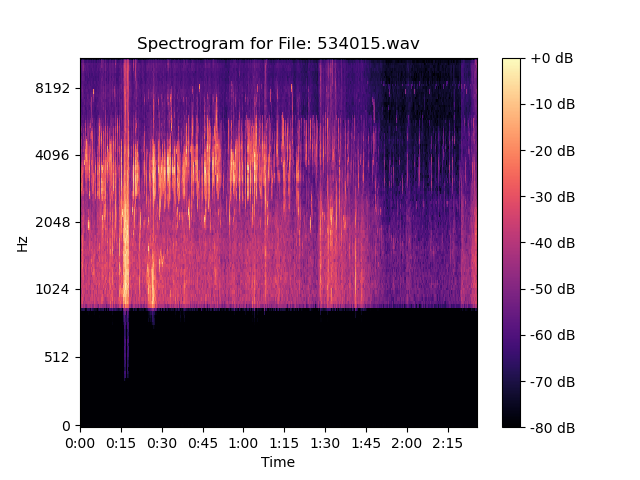 Spectrogram for File: 534015.wav
8192
4096
2048
1024
512
0
Hz
0:00 0:15 0:30 0:45 1:00 1:15 1:30 1:45 2:00 2:15
Time
+0 dB
-10 dB
-20 dB
-30 dB
-40 dB
-50 dB
-60 dB
-70 dB
-80 dB